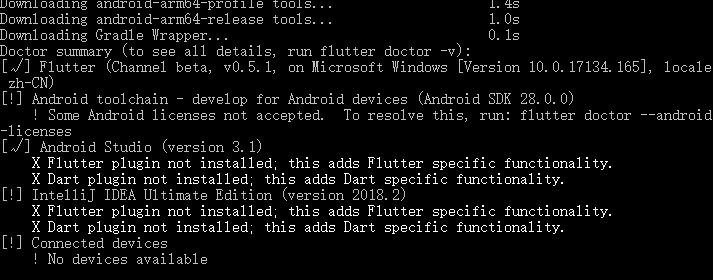 Downloading android-arm64-profile tools... 1.4s
Downloading android-arm64-release tools... 1.0s
Downloading Gradle Wrapper... 0.1s
Doctor summary (to see all details, run flutter doctor -v):
[√] Flutter (Channel beta, v0.5.1, on Microsoft Windows [Version 10.0.17134.165], locale
zh-CN)
[!] Android toolchain - develop for Android devices (Android SDK 28.0.0)
! Some Android licenses not accepted. To resolve this, run: flutter doctor --android
-licenses
[√] Android Studio (version 3.1)
X Flutter plugin not installed; this adds Flutter specific functionality.
X Dart plugin not installed; this adds Dart specific functionality.
[!] IntelliJ IDEA Ultimate Edition (version 2018.2)
X Flutter plugin not installed; this adds Flutter specific functionality.
X Dart plugin not installed; this adds Dart specific functionality.
[!] Connected devices
! No devices available